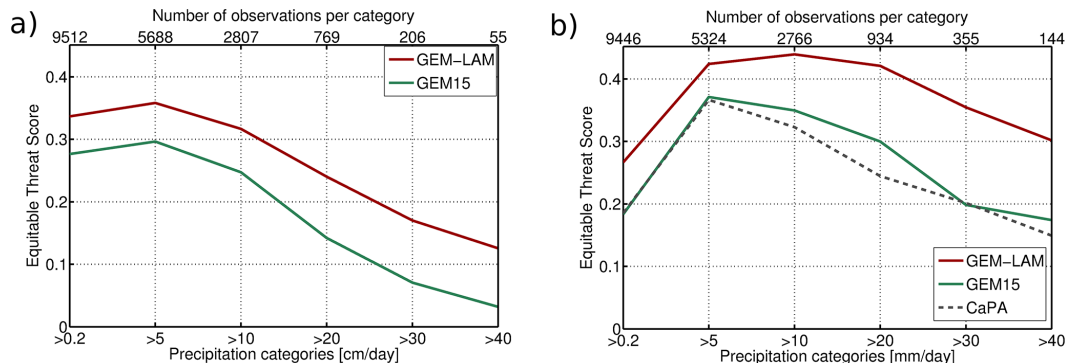 a)
Number of observations per category
9512 5688 2807 769 206 55
GEM-LAM
GEM15
Equitable Threat Score
0.4
0.3
0.2
0.1
0
>0.2 >5 >10 >20 >30 >40
Precipitation categories [cm/day]
b)
Number of observations per category
9446 5324 2766 934 355 144
Equitable Threat Score
0.4
0.3
0.2
0.1
0
GEM-LAM
GEM15
CaPA
>0.2 >5 >10 >20 >30 >40
Precipitation categories [mm/day]